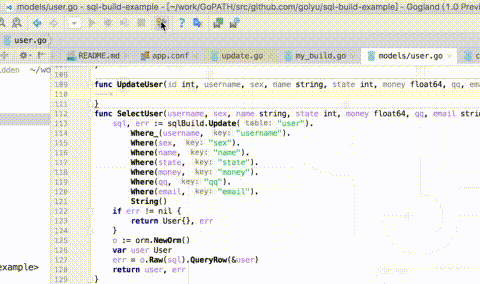 models/user.go - sql-build-example - [~/work/GoPATH/src/github.com/golyu/sql-build-example] - Gogland (1.0 Previ
user.go
README.md app.conf update.go my_build.go models/user.go
idden ~/wo
108
109 func UpdateUser(id int, username, sex, name string, state int, money float64, qq, em
110
111 }
112 func SelectUser(username, sex, name string, state int, money float64, qq, email strin
113 sql, err := sqlBuild.Update( table: "user").
114 Where_(username, key: "username").
115 Where(sex, key: "sex").
116 Where(name, key: "name").
117 Where(state, key: "state").
118 Where(money, key: "money").
119 Where(qq, key: "qq").
120 Where(email, key: "email").
121 String()
122 if err != nil {
123 return User{}, err
124 }
125 o := orm.NewOrm()
126 var user User
127 err = o.Raw(sql).QueryRow(&user)
example> 128 return user, err
129 }